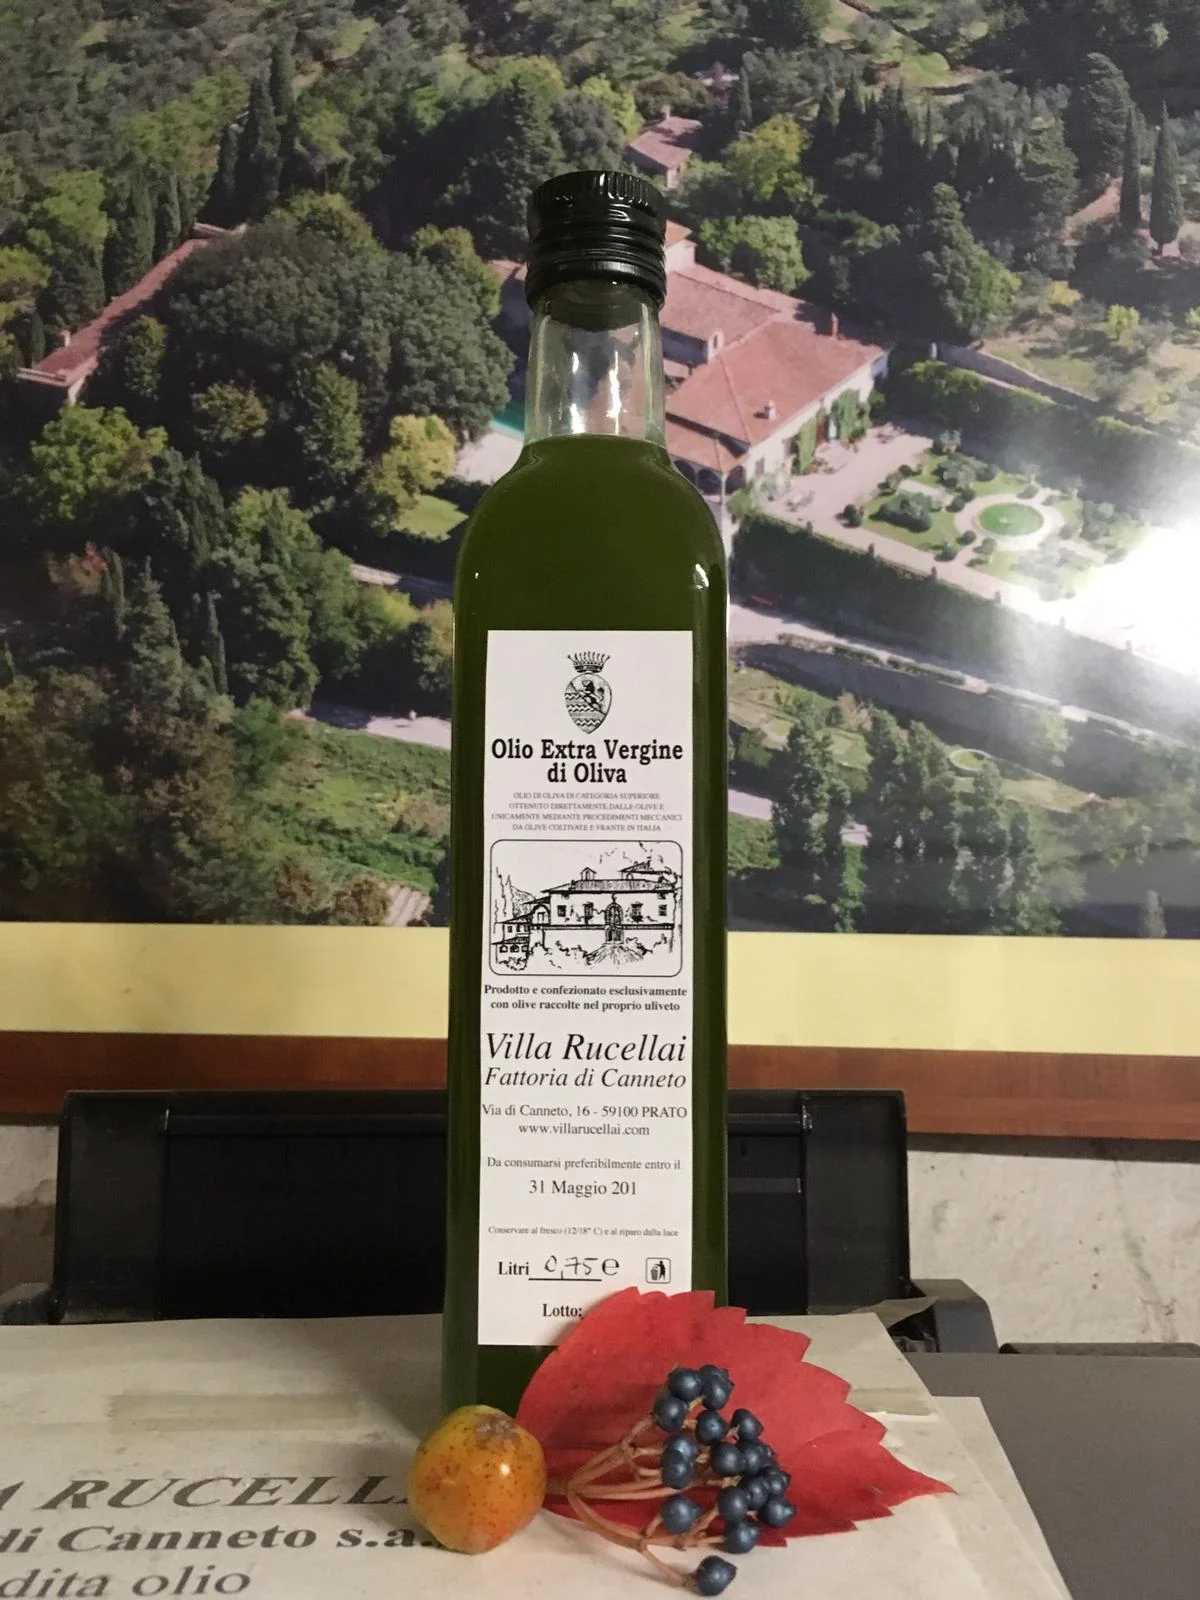 Olio Extra Vergine
di Oliva
OLIO DI OLIVA DI CATEGORIA SUPERIORE
OTTENUTO DIRETTAMENTE DALLE OLIVE E
UNICAMENTE MEDIANTE PROCEDIMENTI MECCANICI
DA OLIVE COLTIVATE E FRANTE IN ITALIA
Prodotto e confezionato esclusivamente
con olive raccolte nel proprio uliveto
Villa Rucellai
Fattoria di Canneto
Via di Canneto, 16 - 59100 PRATO
www.villarucellai.com
Da consumarsi preferibilmente entro il
31 Maggio 201
Conservare al fresco (12/18° C) e al riparo dalla luce
Litri 0,75 ℮
Lotto:
RUCELL
di Canneto s.a.
dita olio